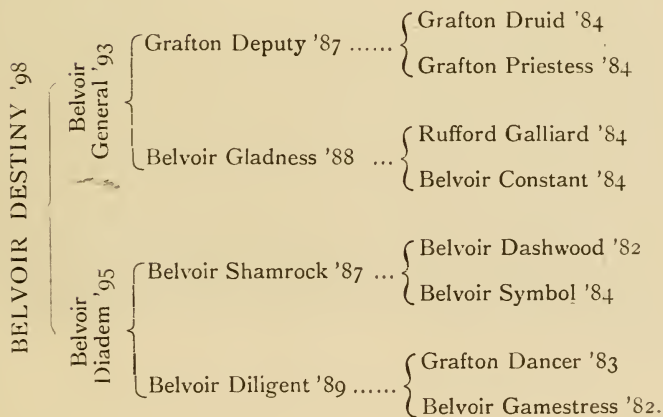 BELVOIR DESTINY '98
Belvoir
General '93
Grafton Deputy '87 ......
Grafton Druid '84
Grafton Priestess '84
Belvoir Gladness '88 ...
Rufford Galliard '84
Belvoir Constant '84
Belvoir
Diadem '95
Belvoir Shamrock '87 ...
Belvoir Dashwood '82
Belvoir Symbol '84
Belvoir Diligent '89 ......
Grafton Dancer '83
Belvoir Gamestress '82.